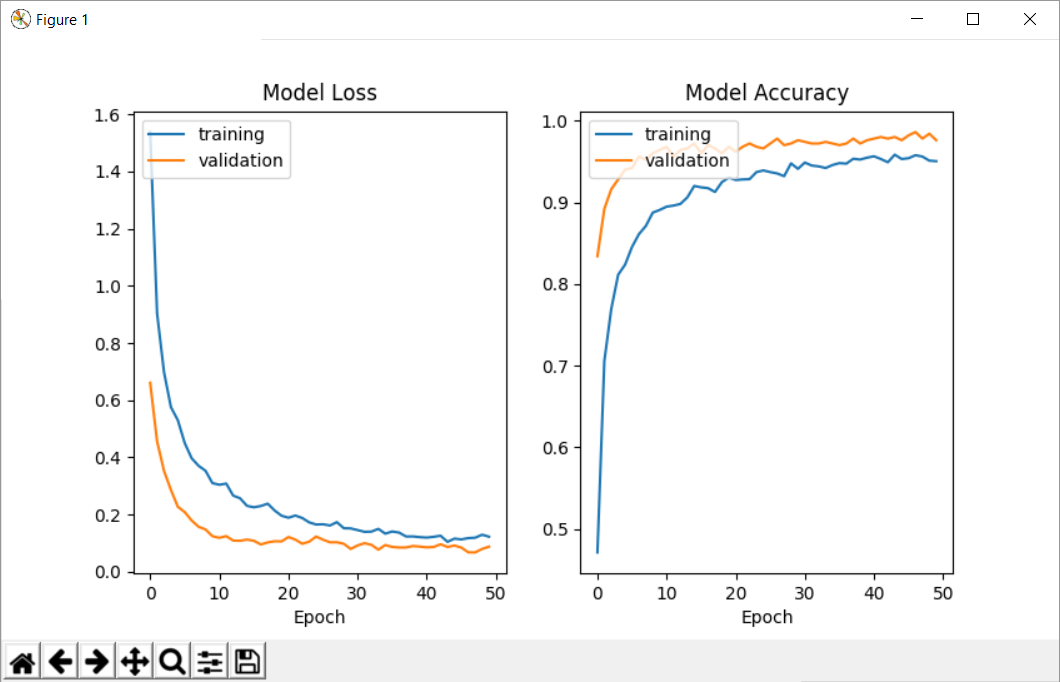 Figure 1
Model Loss
training
validation
1.6
1.4
1.2
1.0
0.8
0.6
0.4
0.2
0.0
0 10 20 30 40 50
Epoch
Model Accuracy
training
validation
1.0
0.9
0.8
0.7
0.6
0.5
0 10 20 30 40 50
Epoch